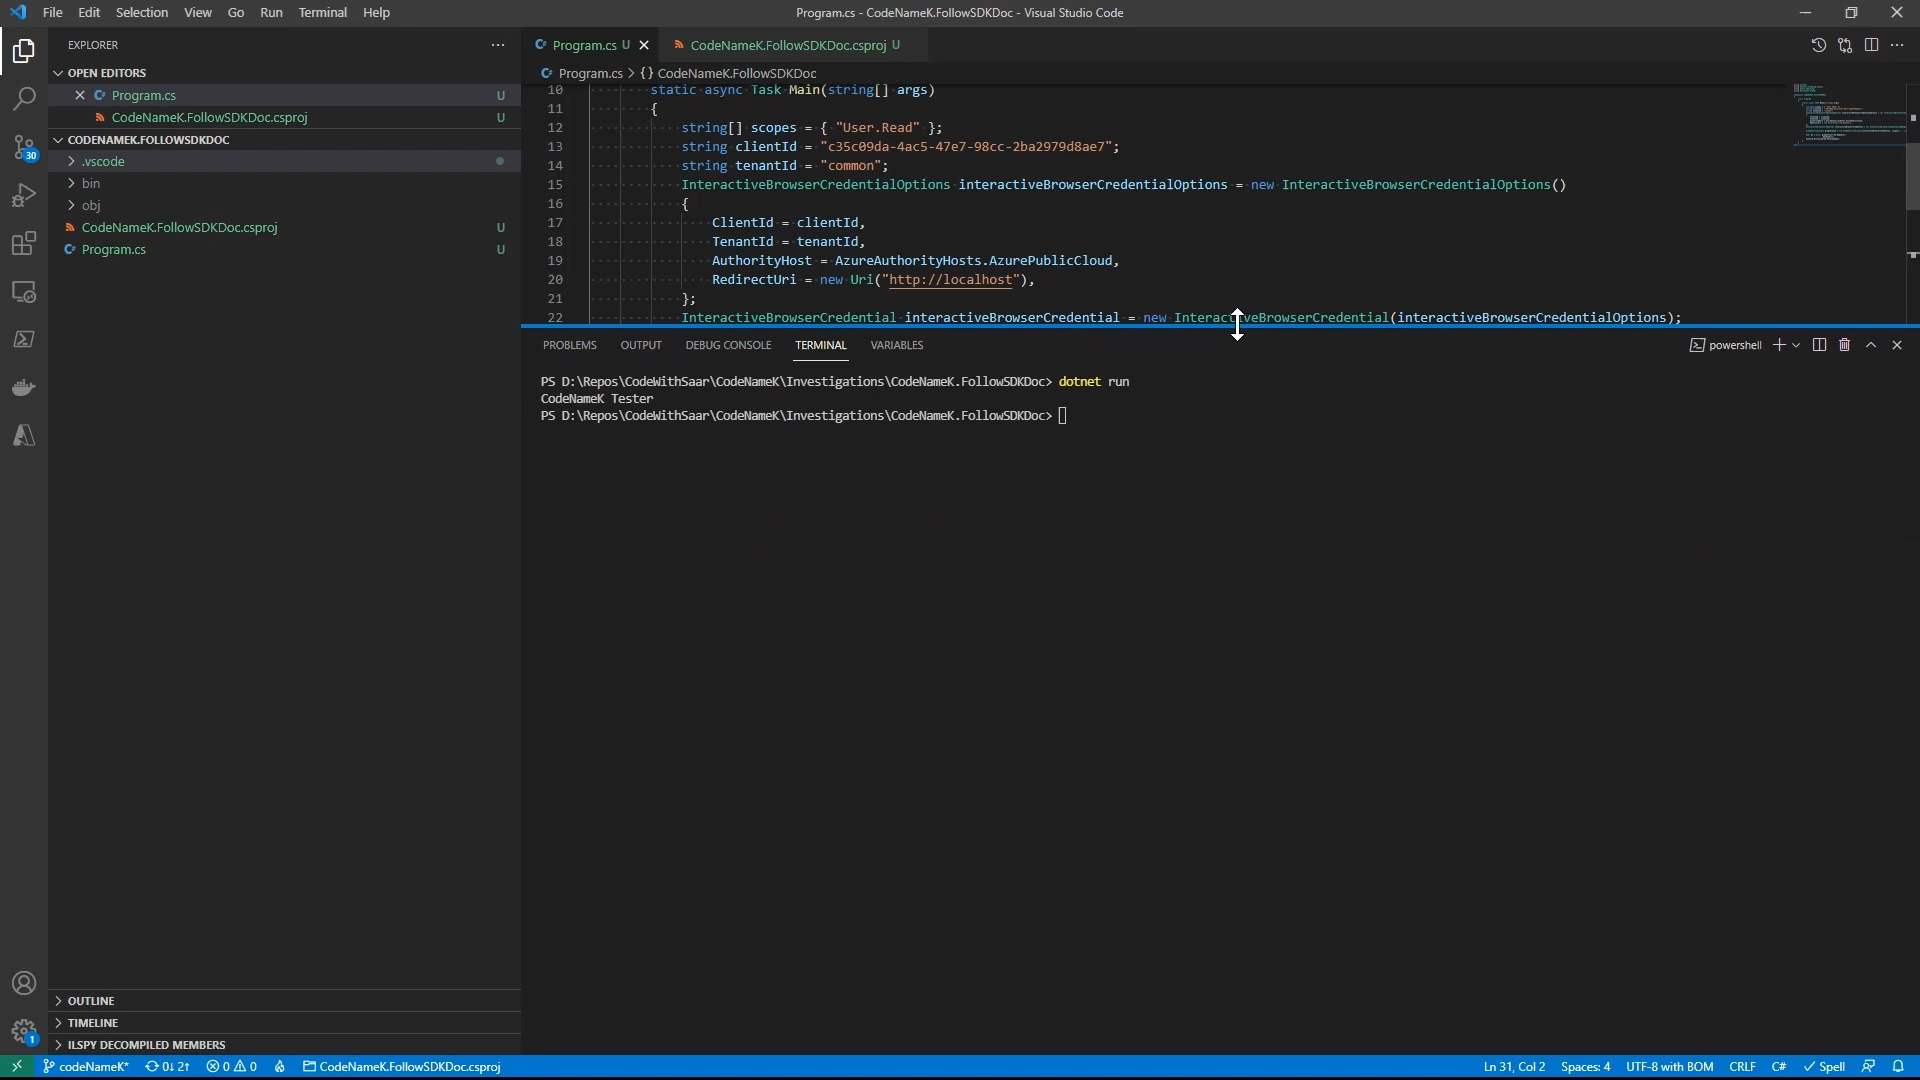 File Edit Selection View Go Run Terminal Help
Program.cs - CodeNameK.FollowSDKDoc - Visual Studio Code
EXPLORER
OPEN EDITORS
Program.cs U
CodeNameK.FollowSDKDoc.csproj U
CODENAMEK.FOLLOWSDKDOC
.vscode
bin
obj
CodeNameK.FollowSDKDoc.csproj U
Program.cs U
OUTLINE
TIMELINE
ILSPY DECOMPILED MEMBERS
30
1
Program.cs U
CodeNameK.FollowSDKDoc.csproj U
Program.cs > {} CodeNameK.FollowSDKDoc
10 static async Task Main(string[] args)
11 {
12 string[] scopes = { "User.Read" };
13 string clientId = "c35c09da-4ac5-47e7-98cc-2ba2979d8ae7";
14 string tenantId = "common";
15 InteractiveBrowserCredentialOptions interactiveBrowserCredentialOptions = new InteractiveBrowserCredentialOptions()
16 {
17 ClientId = clientId,
18 TenantId = tenantId,
19 AuthorityHost = AzureAuthorityHosts.AzurePublicCloud,
20 RedirectUri = new Uri("http://localhost"),
21 };
22 InteractiveBrowserCredential interactiveBrowserCredential = new InteractiveBrowserCredential(interactiveBrowserCredentialOptions);
PROBLEMS OUTPUT DEBUG CONSOLE TERMINAL VARIABLES
powershell
PS D:\Repos\CodeWithSaar\CodeNameK\Investigations\CodeNameK.FollowSDKDoc> dotnet run
CodeNameK Tester
PS D:\Repos\CodeWithSaar\CodeNameK\Investigations\CodeNameK.FollowSDKDoc>
codeNameK* 0↓ 2↑ 0 0 CodeNameK.FollowSDKDoc.csproj
Ln 31, Col 2 Spaces: 4 UTF-8 with BOM CRLF C# Spell